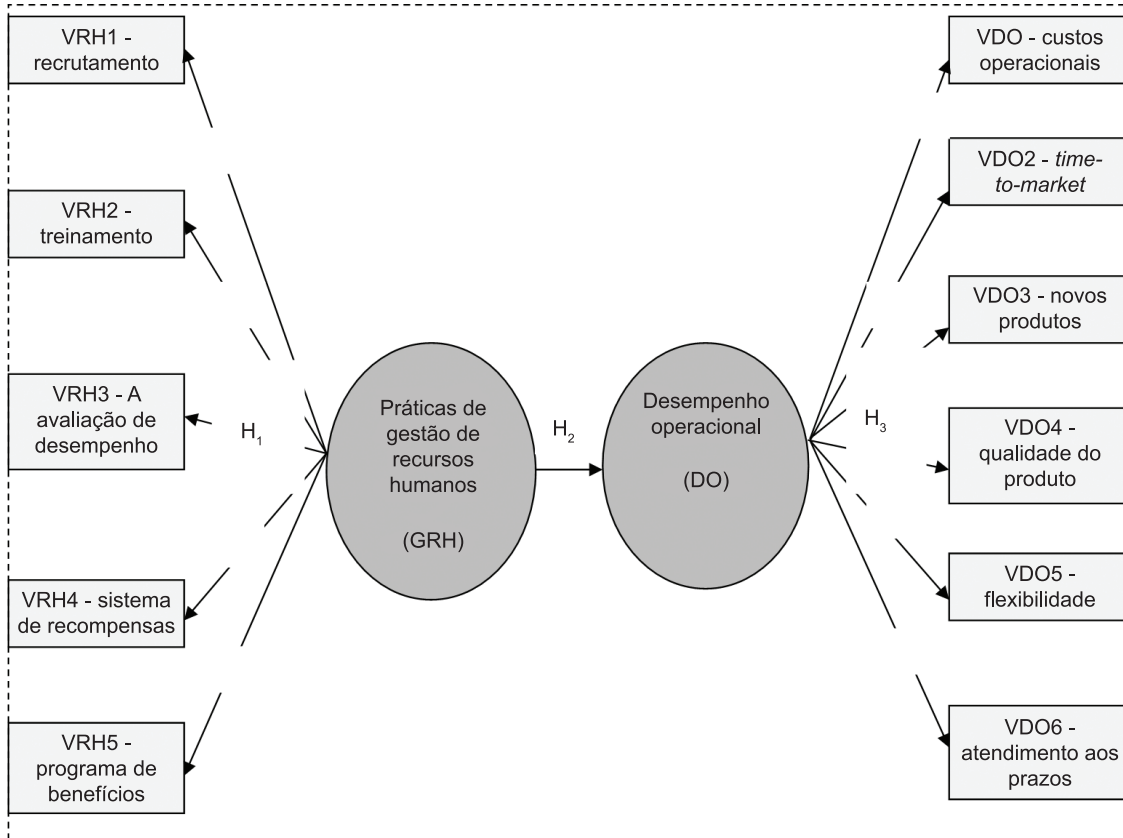 VRH1 -
recrutamento
VRH2 -
treinamento
VRH3 - A
avaliação de
desempenho
VRH4 - sistema
de recompensas
VRH5 -
programa de
benefícios
H1
Práticas de
gestão de
recursos
humanos
(GRH)
H2
Desempenho
operacional
(DO)
H3
VDO - custos
operacionais
VDO2 - time-
to-market
VDO3 - novos
produtos
VDO4 -
qualidade do
produto
VDO5 -
flexibilidade
VDO6 -
atendimento aos
prazos